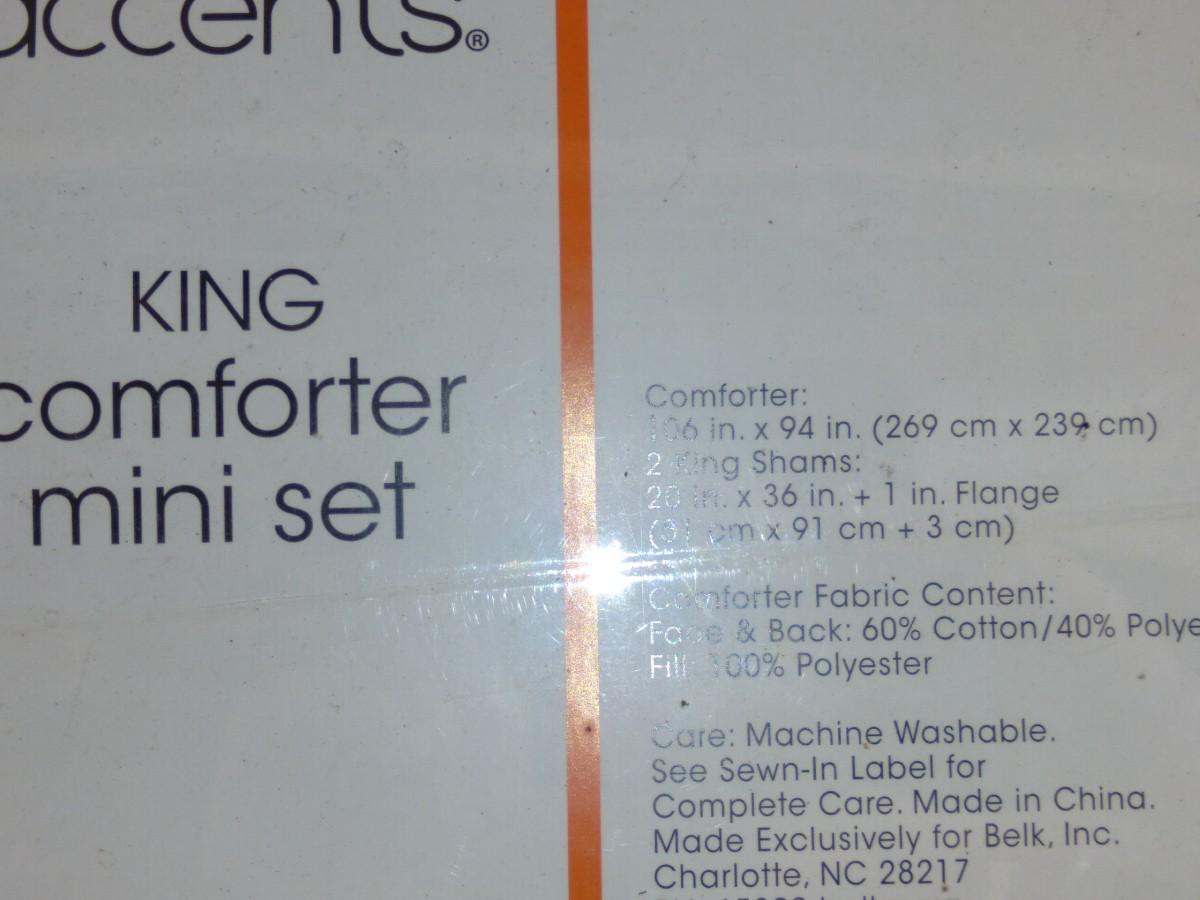 accents®
KING
comforter
mini set
Comforter:
106 in. x 94 in. (269 cm x 239 cm)
2 King Shams:
20 in. x 36 in. + 1 in. Flange
cm x 91 cm + 3 cm)
Comforter Fabric Content:
Face & Back: 60% Cotton/40% Polye
Fill: 100% Polyester
Care: Machine Washable.
See Sewn-In Label for
Complete Care. Made in China.
Made Exclusively for Belk, Inc.
Charlotte, NC 28217